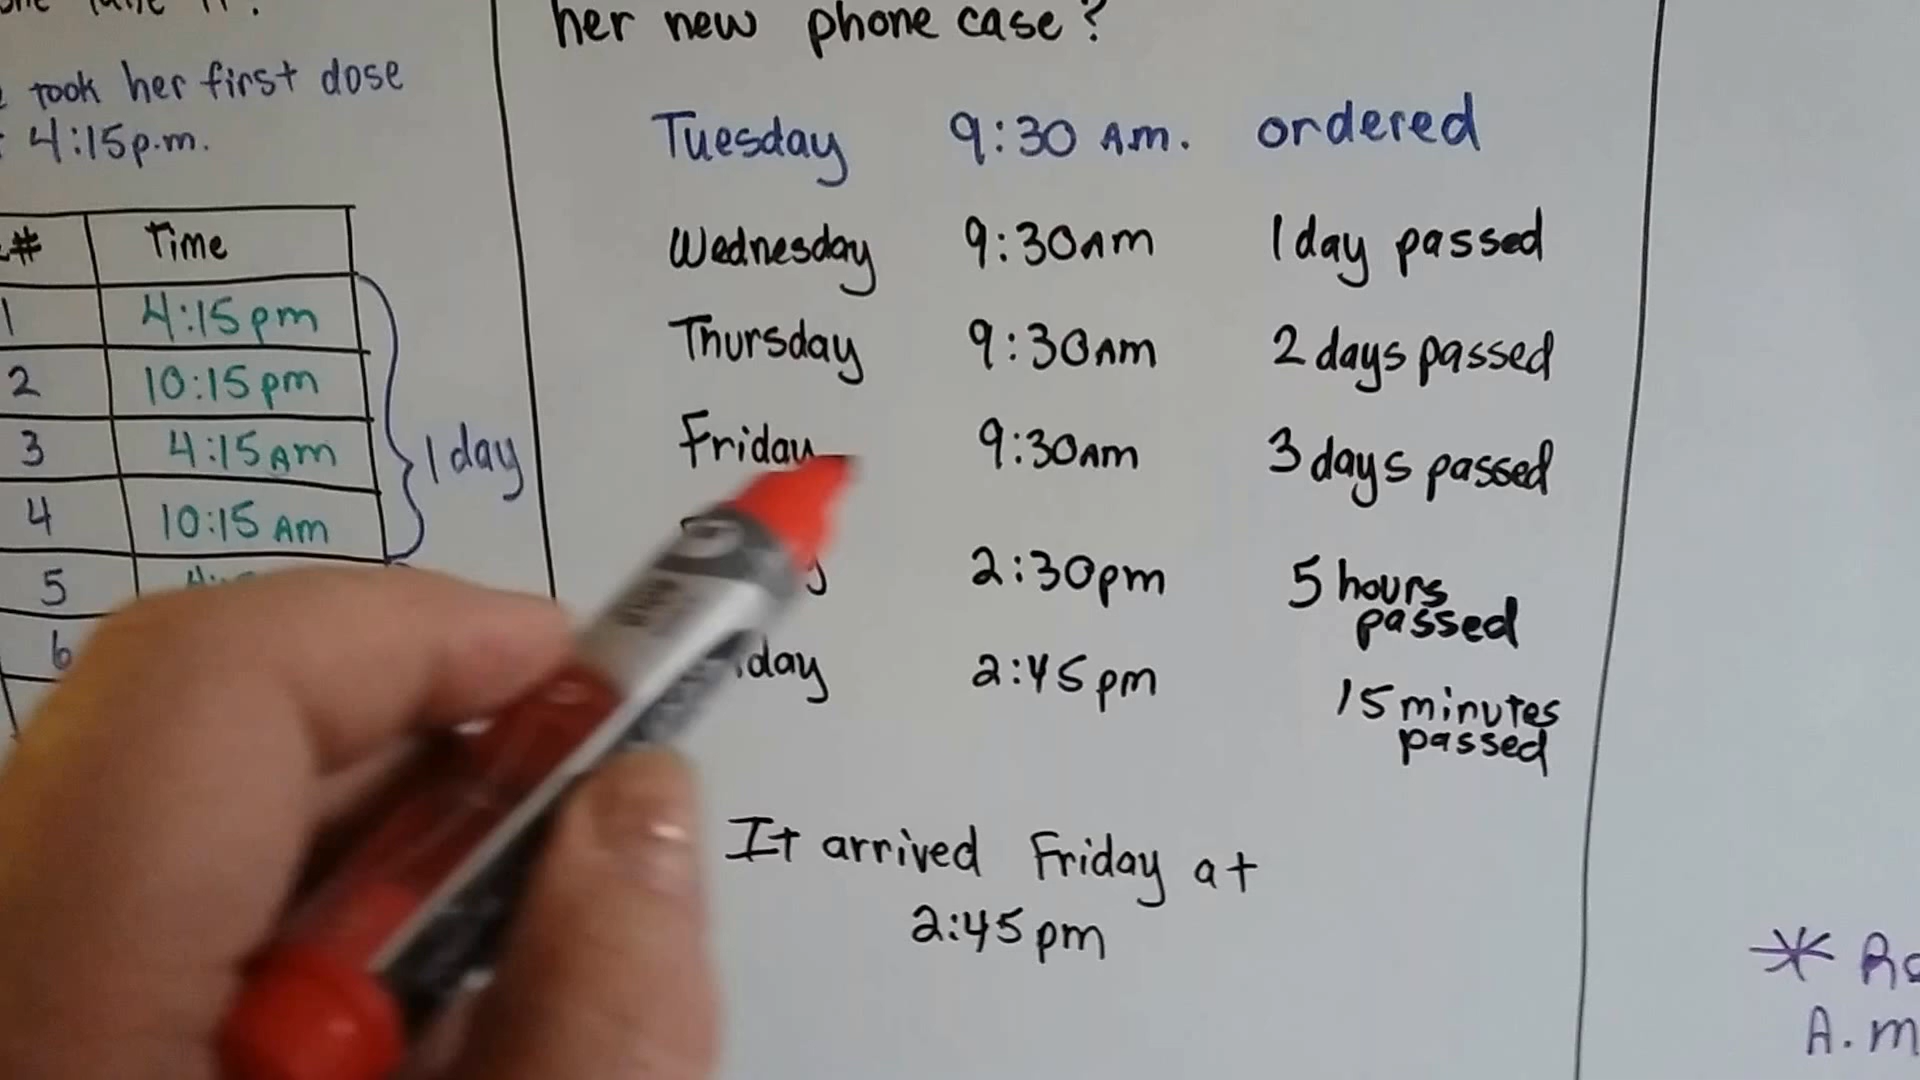 her new phone case?
took her first dose
4:15p.m.
# Time
1 4:15pm
2 10:15pm
3 4:15AM
4 10:15AM
5
6
1 day
Tuesday 9:30 A.M. ordered
Wednesday 9:30AM 1 day passed
Thursday 9:30AM 2 days passed
Friday 9:30AM 3 days passed
2:30pm 5 hours
passed
day 2:45pm 15 minutes
passed
It arrived Friday at
2:45pm
*
A.M